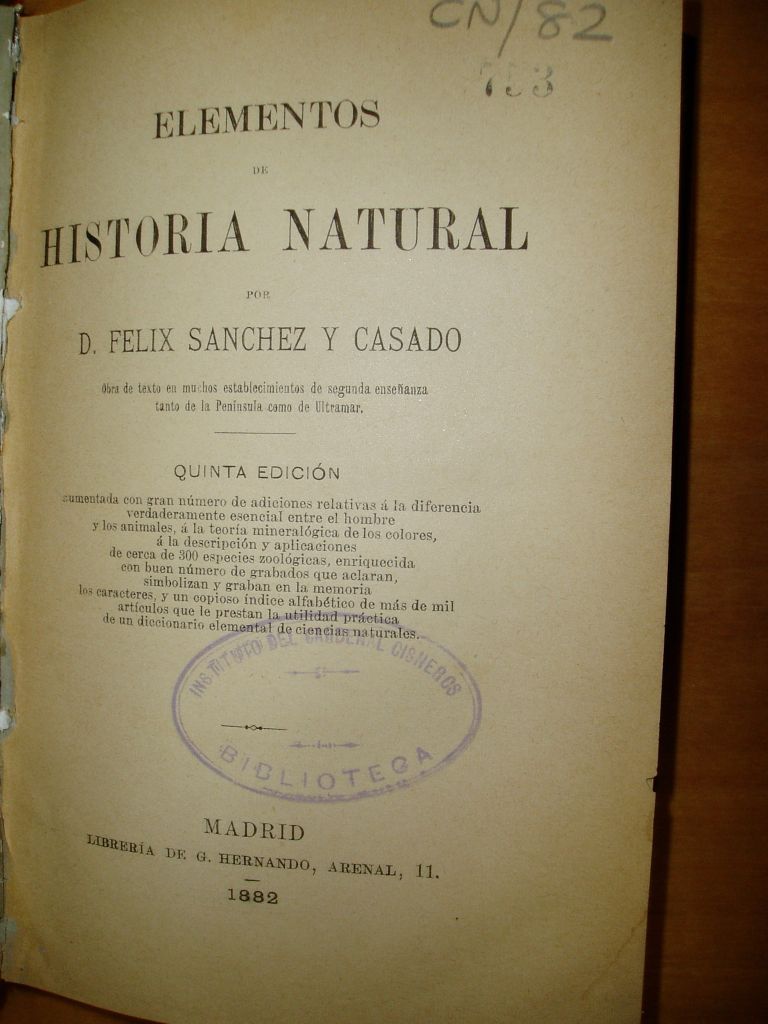 CN/82
753
ELEMENTOS
DE
HISTORIA NATURAL
POR
D. FELIX SANCHEZ Y CASADO
Obra de texto en muchos establecimientos de segunda enseñanza
tanto de la Península como de Ultramar.
QUINTA EDICIÓN
aumentada con gran número de adiciones relativas á la diferencia
verdaderamente esencial entre el hombre
y los animales, á la teoría mineralógica de los colores,
á la descripción y aplicaciones
de cerca de 300 especies zoológicas, enriquecida
con buen número de grabados que aclaran,
simbolizan y graban en la memoria
los caracteres, y un copioso índice alfabético de más de mil
artículos que le prestan la utilidad práctica
de un diccionario elemental de ciencias naturales.
INSTITUTO DEL CARDENAL CISNEROS
BIBLIOTECA
MADRID
LIBRERÍA DE G. HERNANDO, ARENAL, 11.
1882